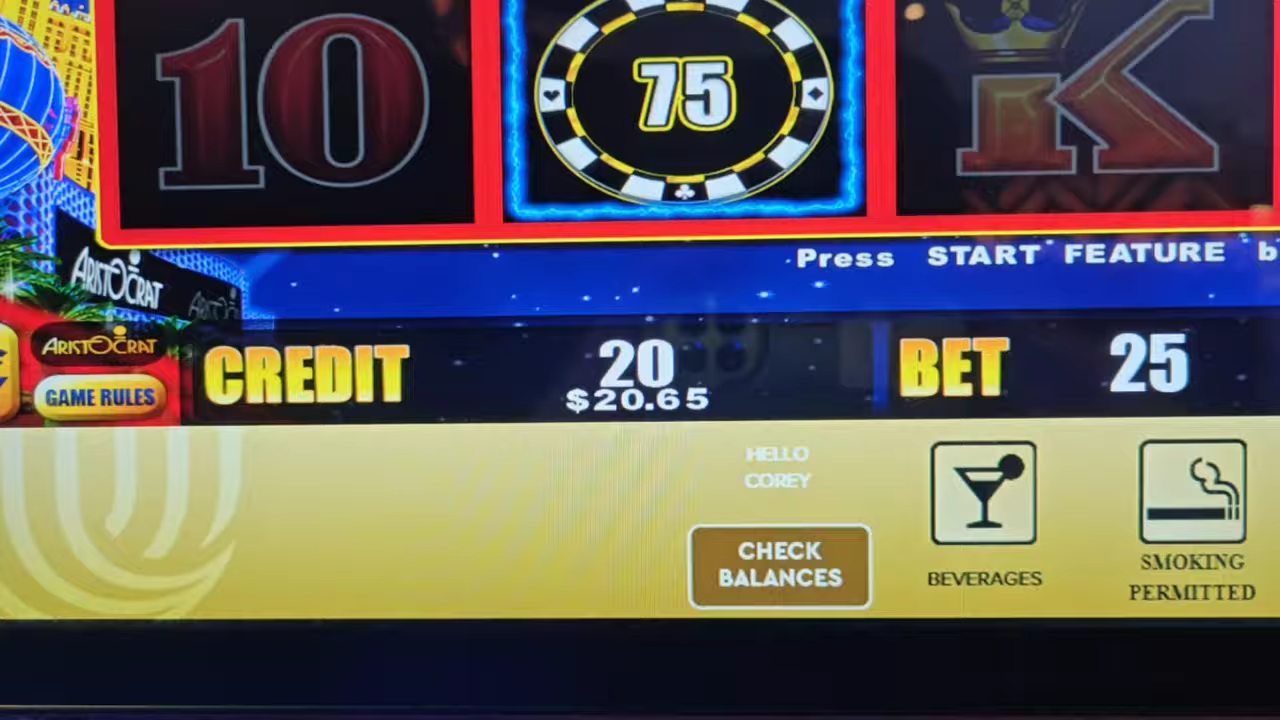 10
75
K
Press START FEATURE b
ARISTOCRAT
ARISTOCRAT
ARISTOCRAT
GAME RULES
CREDIT 20
$20.65
BET 25
HELLO
COREY
CHECK
BALANCES
BEVERAGES
SMOKING
PERMITTED